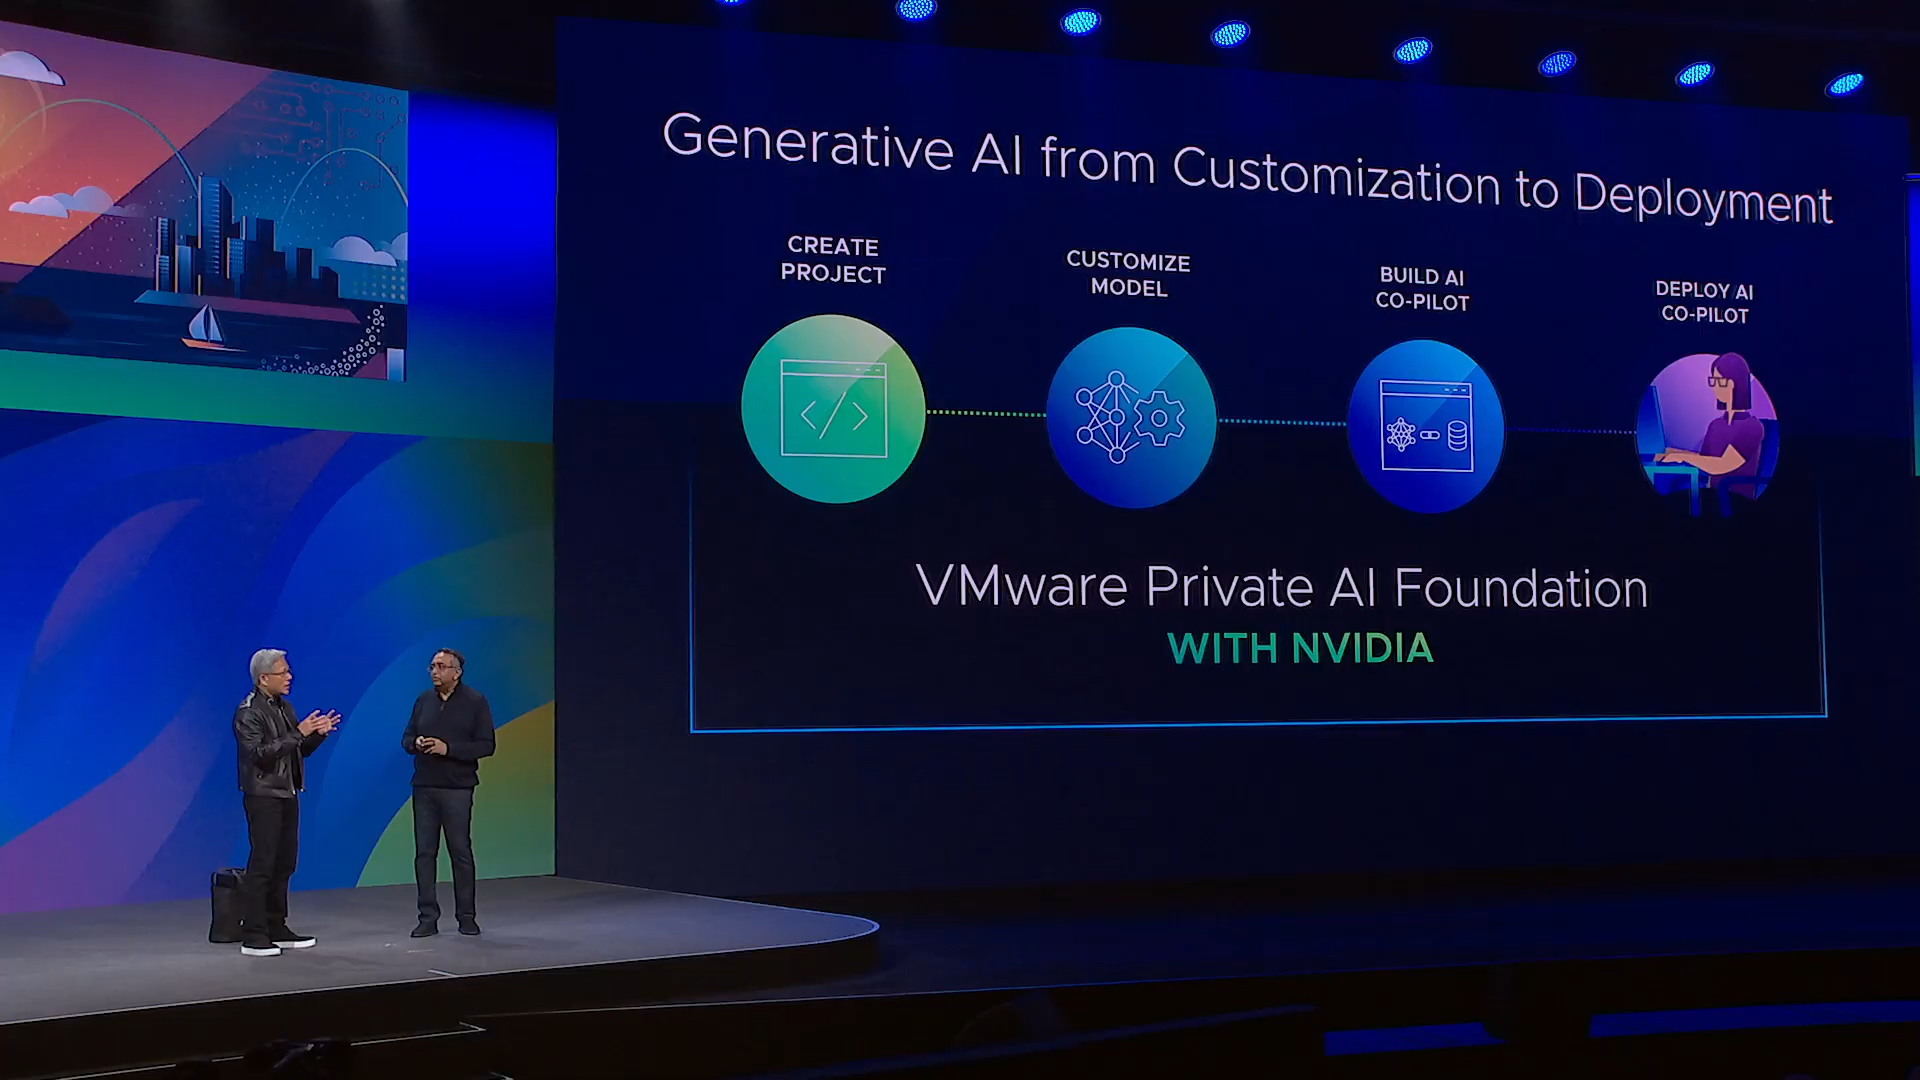 Generative AI from Customization to Deployment
CREATE
PROJECT
CUSTOMIZE
MODEL
BUILD AI
CO-PILOT
DEPLOY AI
CO-PILOT
VMware Private AI Foundation
WITH NVIDIA